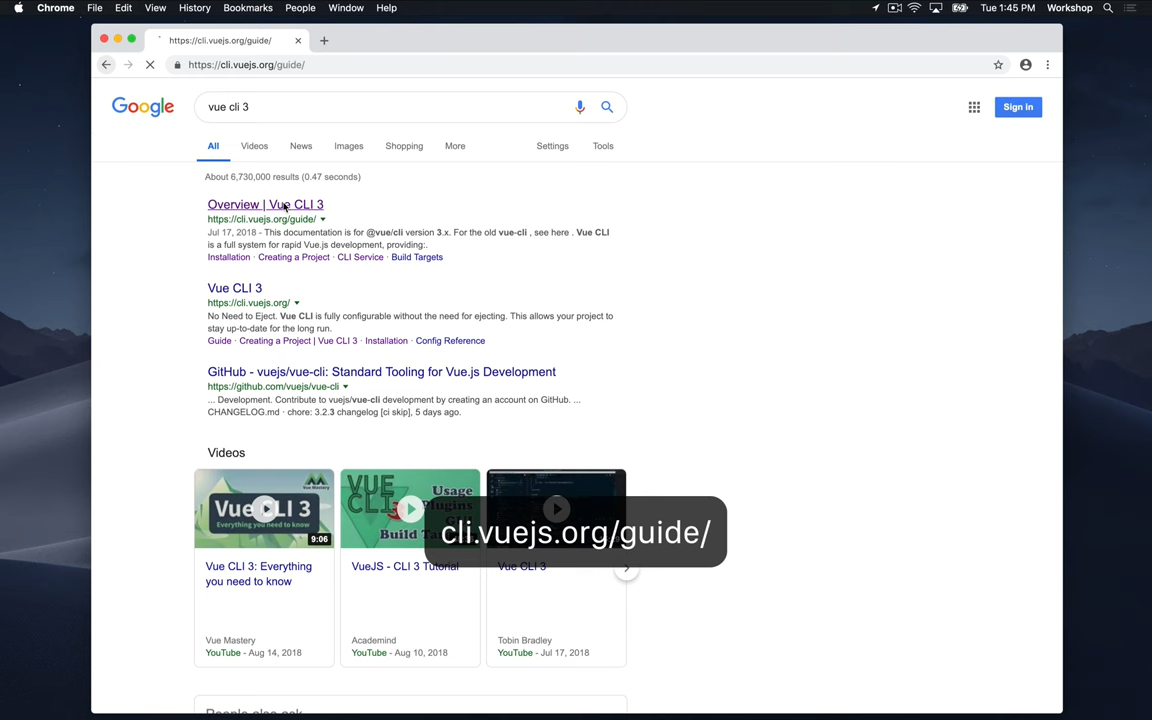 Chrome File Edit View History Bookmarks People Window Help Tue 1:45 PM Workshop
https://cli.vuejs.org/guide/
https://cli.vuejs.org/guide/
Google vue cli 3 Sign in
All Videos News Images Shopping More Settings Tools
About 6,730,000 results (0.47 seconds)
Overview | Vue CLI 3
https://cli.vuejs.org/guide/
Jul 17, 2018 - This documentation is for @vue/cli version 3.x. For the old vue-cli , see here . Vue CLI
is a full system for rapid Vue.js development, providing:.
Installation · Creating a Project · CLI Service · Build Targets
Vue CLI 3
https://cli.vuejs.org/
No Need to Eject. Vue CLI is fully configurable without the need for ejecting. This allows your project to
stay up-to-date for the long run.
Guide · Creating a Project | Vue CLI 3 · Installation · Config Reference
GitHub - vuejs/vue-cli: Standard Tooling for Vue.js Development
https://github.com/vuejs/vue-cli
... Development. Contribute to vuejs/vue-cli development by creating an account on GitHub. ...
CHANGELOG.md · chore: 3.2.3 changelog [ci skip], 5 days ago.
Videos
Vue CLI 3
Everything you need to know
Vue Mastery
9:06
VUE
CLI
Usage
Plugins
Build
cli.vuejs.org/guide/
Vue CLI 3: Everything
you need to know
Vue Mastery
YouTube - Aug 14, 2018
VueJS - CLI 3 Tutorial
Academind
YouTube - Aug 10, 2018
Vue CLI 3
Tobin Bradley
YouTube - Jul 17, 2018
People also ask